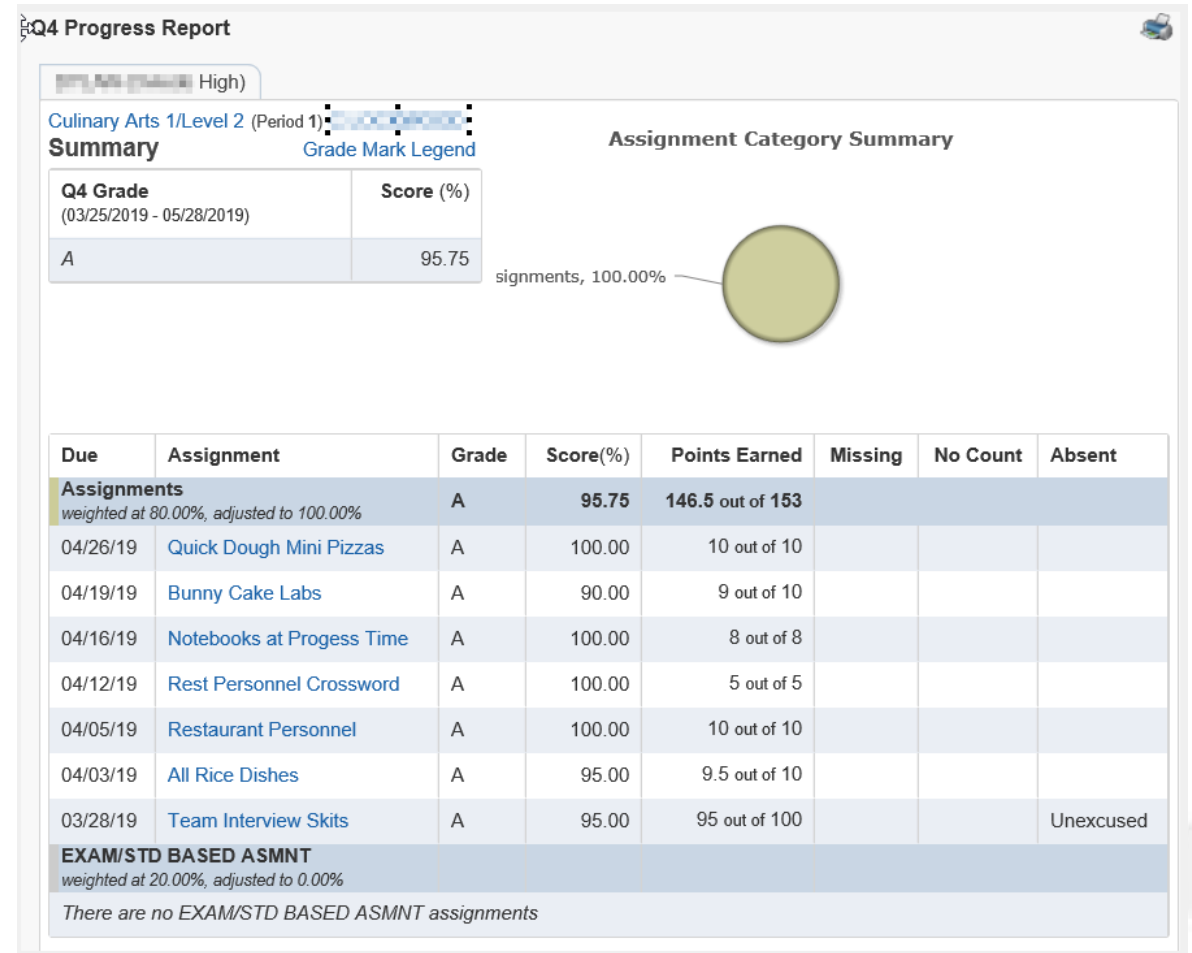 Q4 Progress Report
High)
Culinary Arts 1/Level 2 (Period 1)
Summary
Grade Mark Legend
Q4 Grade Score (%)
(03/25/2019 - 05/28/2019)
A 95.75
Assignment Category Summary
signments, 100.00%
Due Assignment Grade Score(%) Points Earned Missing No Count Absent
Assignments
weighted at 80.00%, adjusted to 100.00%
A 95.75 146.5 out of 153
04/26/19 Quick Dough Mini Pizzas A 100.00 10 out of 10
04/19/19 Bunny Cake Labs A 90.00 9 out of 10
04/16/19 Notebooks at Progess Time A 100.00 8 out of 8
04/12/19 Rest Personnel Crossword A 100.00 5 out of 5
04/05/19 Restaurant Personnel A 100.00 10 out of 10
04/03/19 All Rice Dishes A 95.00 9.5 out of 10
03/28/19 Team Interview Skits A 95.00 95 out of 100 Unexcused
EXAM/STD BASED ASMNT
weighted at 20.00%, adjusted to 0.00%
There are no EXAM/STD BASED ASMNT assignments